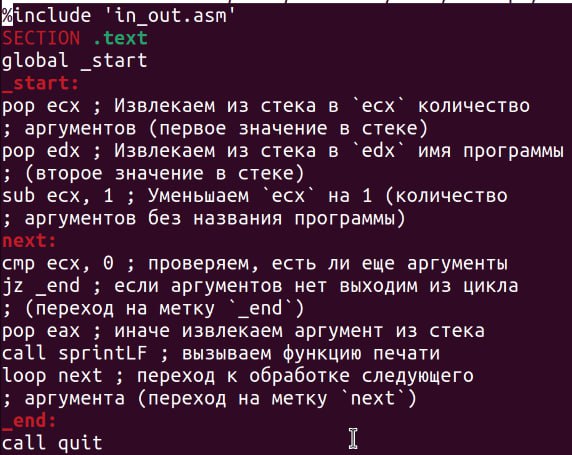 %include 'in_out.asm'
SECTION .text
global _start
_start:
pop ecx ; Извлекаем из стека в `ecx` количество
; аргументов (первое значение в стеке)
pop edx ; Извлекаем из стека в `edx` имя программы
; (второе значение в стеке)
sub ecx, 1 ; Уменьшаем `ecx` на 1 (количество
; аргументов без названия программы)
next:
cmp ecx, 0 ; проверяем, есть ли еще аргументы
jz _end ; если аргументов нет выходим из цикла
; (переход на метку `_end`)
pop eax ; иначе извлекаем аргумент из стека
call sprintLF ; вызываем функцию печати
loop next ; переход к обработке следующего
; аргумента (переход на метку `next`)
_end:
call quit